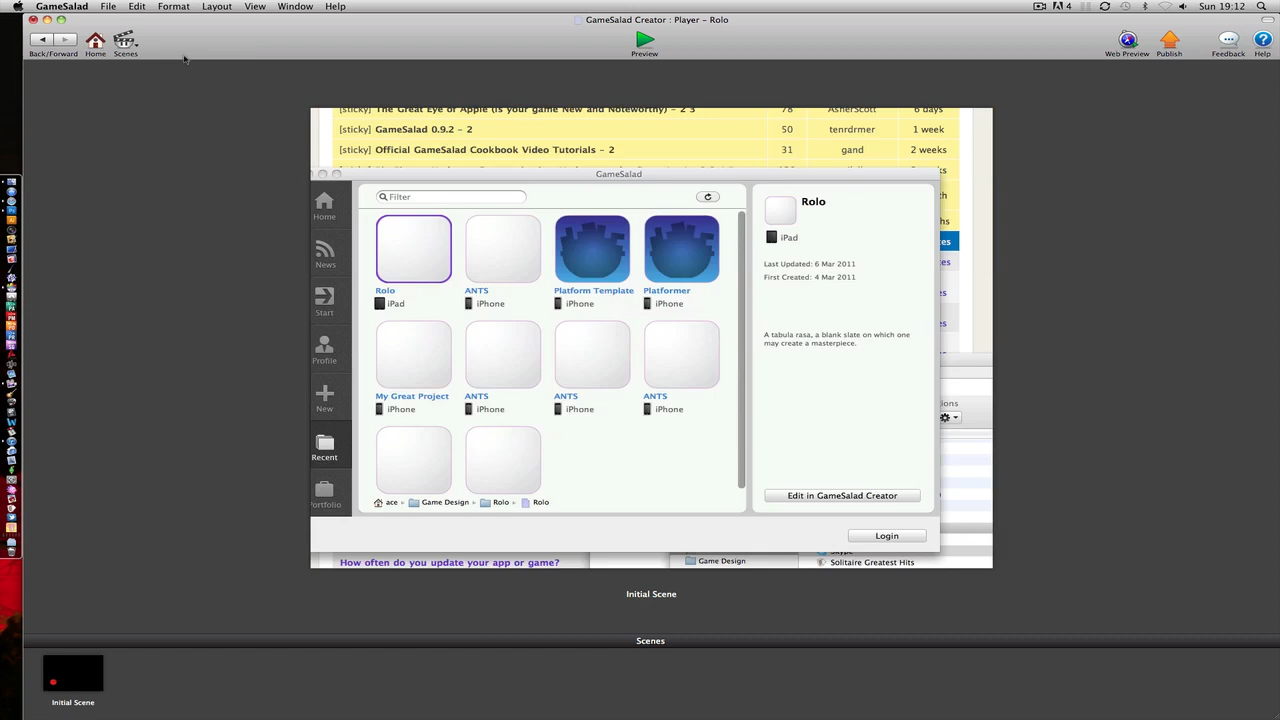 GameSalad File Edit Format Layout View Window Help
4 Sun 19:12
GameSalad Creator : Player – Rolo
Back/Forward Home Scenes Preview Web Preview Publish Feedback Help
[sticky] The Great Eye of Apple (Is your game New and Noteworthy) – 2 3 78 AsherScott 6 days
[sticky] GameSalad 0.9.2 – 2 50 tenrdrmer 1 week
[sticky] Official GameSalad Cookbook Video Tutorials – 2 31 gand 2 weeks
GameSalad
Home
News
Start
Profile
New
Recent
Portfolio
Filter
Rolo
iPad
ANTS
iPhone
Platform Template
iPhone
Platformer
iPhone
My Great Project
iPhone
ANTS
iPhone
ANTS
iPhone
ANTS
iPhone
ace Game Design Rolo Rolo
Rolo
iPad
Last Updated: 6 Mar 2011
First Created: 4 Mar 2011
A tabula rasa, a blank slate on which one
may create a masterpiece.
Edit in GameSalad Creator
Login
How often do you update your app or game?
Game Design
Skype
Solitaire Greatest Hits
Initial Scene
Scenes
Initial Scene